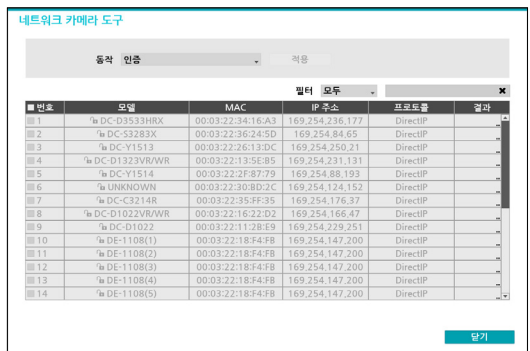 네트워크 카메라 도구
동작 인증 적용
필터 모두
번호 모델 MAC IP 주소 프로토콜 결과
1 DC-D3533HRX 00:03:22:34:16:A3 169,254,236,177 DirectIP
2 DC-S3283X 00:03:22:36:24:5D 169,254,84,65 DirectIP
3 DC-Y1513 00:03:22:26:13:DC 169,254,250,21 DirectIP
4 DC-D1323VR/WR 00:03:22:13:5E:B5 169,254,231,131 DirectIP
5 DC-Y1514 00:03:22:2F:87:79 169,254,88,193 DirectIP
6 UNKNOWN 00:03:22:30:BD:2C 169,254,124,152 DirectIP
7 DC-C3214R 00:03:22:35:FF:35 169,254,176,37 DirectIP
8 DC-D1022VR/WR 00:03:22:16:22:D2 169,254,166,47 DirectIP
9 DC-D1022 00:03:22:11:2B:E9 169,254,229,251 DirectIP
10 DE-1108(1) 00:03:22:18:F4:FB 169,254,147,200 DirectIP
11 DE-1108(2) 00:03:22:18:F4:FB 169,254,147,200 DirectIP
12 DE-1108(3) 00:03:22:18:F4:FB 169,254,147,200 DirectIP
13 DE-1108(4) 00:03:22:18:F4:FB 169,254,147,200 DirectIP
14 DE-1108(5) 00:03:22:18:F4:FB 169,254,147,200 DirectIP
닫기